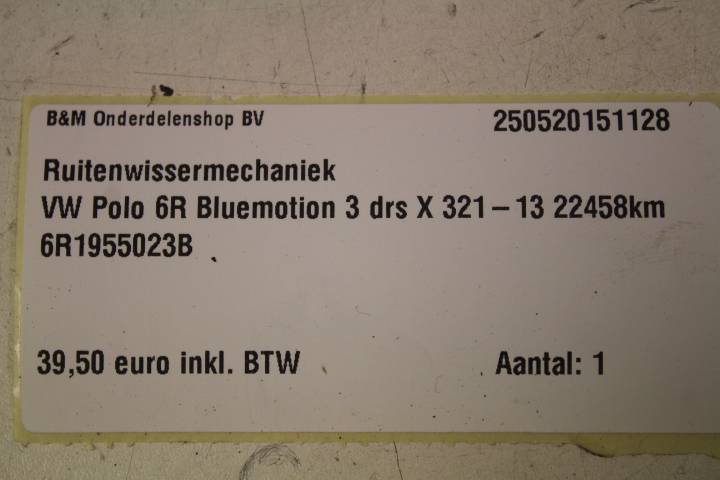 B&M Onderdelenshop BV 250520151128
Ruitenwissermechaniek
VW Polo 6R Bluemotion 3 drs X 321-13 22458km
6R1955023B
39,50 euro inkl. BTW Aantal: 1